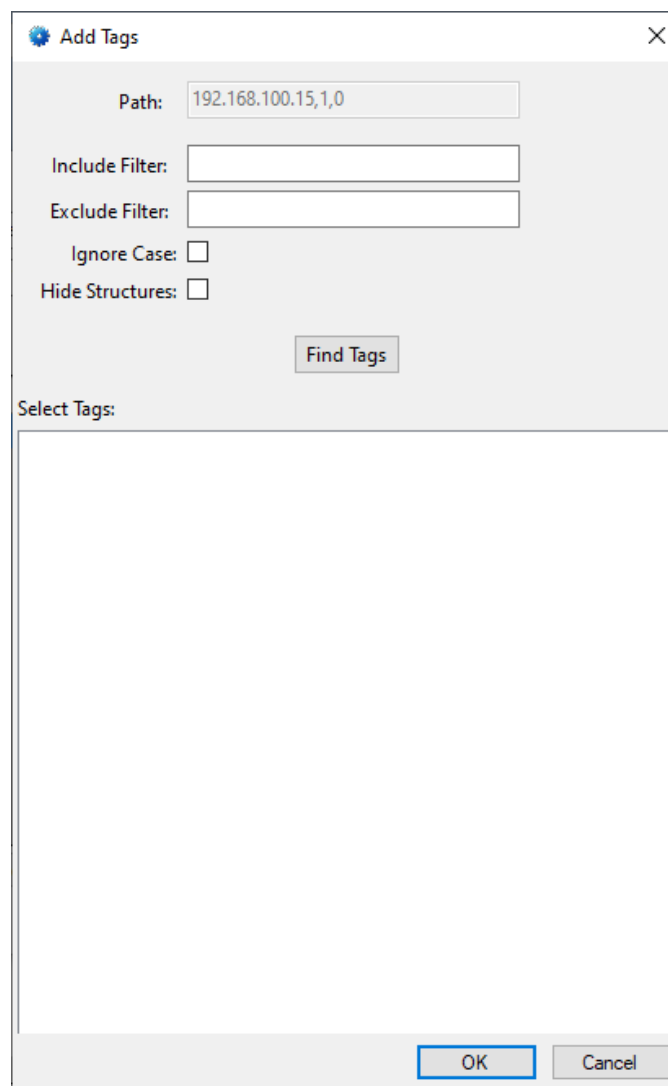 Add Tags
Path: 192.168.100.15,1,0
Include Filter:
Exclude Filter:
Ignore Case:
Hide Structures:
Find Tags
Select Tags:
OK Cancel